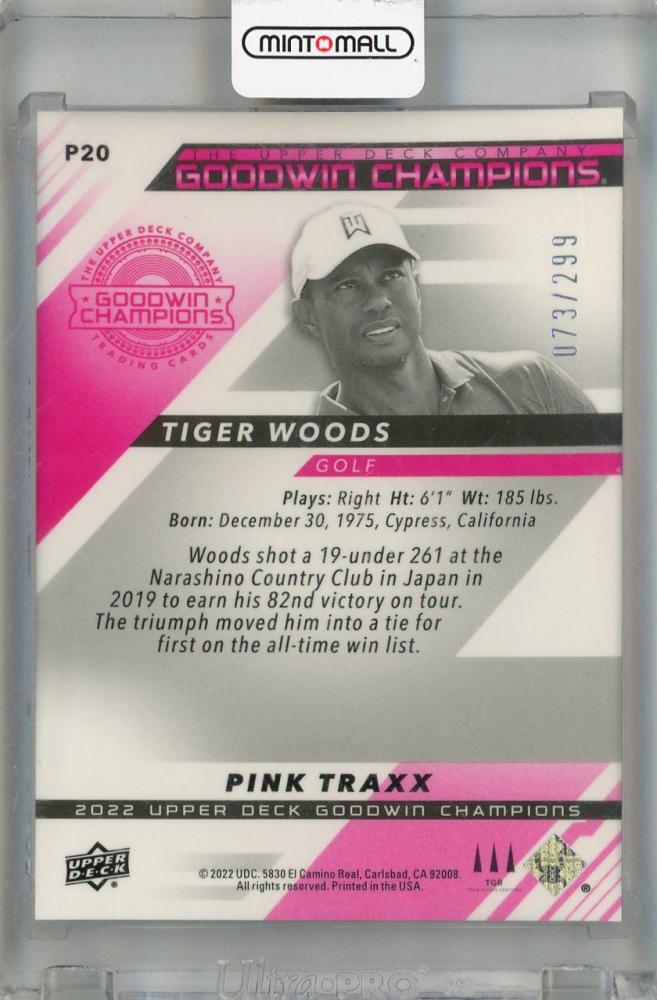 MINTOMALL
P20
THE UPPER DECK COMPANY
GOODWIN CHAMPIONS®
THE UPPER DECK COMPANY
GOODWIN
CHAMPIONS
TRADING CARDS
TW
073/299
TIGER WOODS
GOLF
Plays: Right Ht: 6'1" Wt: 185 lbs.
Born: December 30, 1975, Cypress, California
Woods shot a 19-under 261 at the
Narashino Country Club in Japan in
2019 to earn his 82nd victory on tour.
The triumph moved him into a tie for
first on the all-time win list.
PINK TRAXX
2022 UPPER DECK GOODWIN CHAMPIONS
UPPER
D·E·C·K®
© 2022 UDC. 5830 El Camino Real, Carlsbad, CA 92008.
All rights reserved. Printed in the USA.
TGR
®
Ultra·PRO®